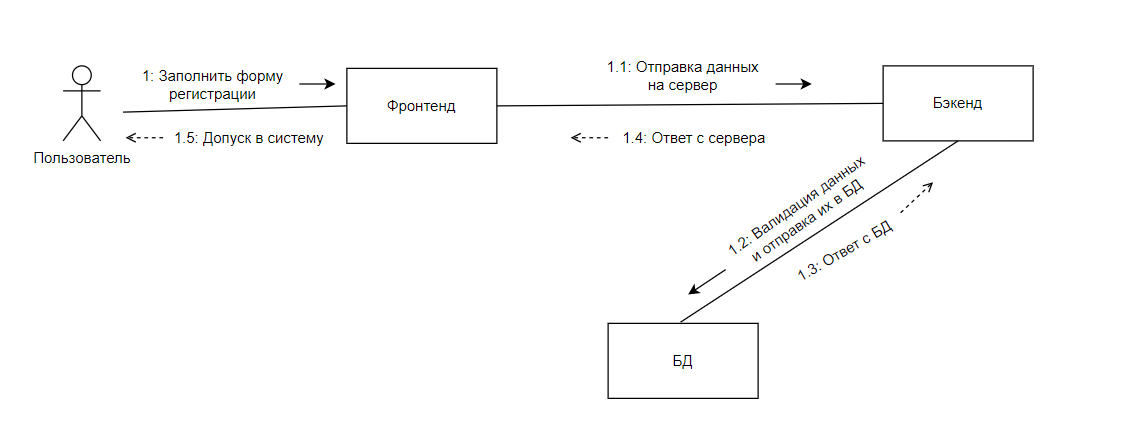 1: Заполнить форму
регистрации
Фронтенд
1.1: Отправка данных
на сервер
Бэкенд
1.5: Допуск в систему
1.4: Ответ с сервера
Пользователь
1.2: Валидация данных
и отправка их в БД
1.3: Ответ с БД
БД